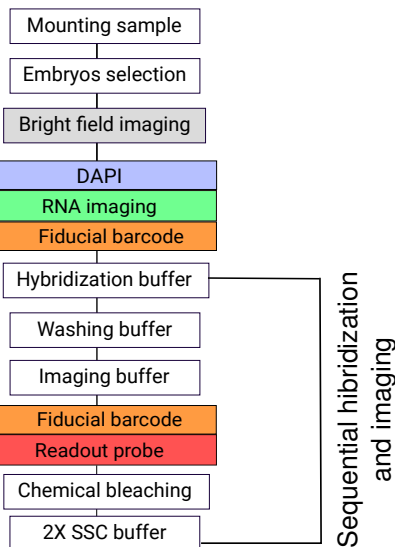 Mounting sample
Embryos selection
Bright field imaging
DAPI
RNA imaging
Fiducial barcode
Hybridization buffer
Washing buffer
Imaging buffer
Fiducial barcode
Readout probe
Chemical bleaching
2X SSC buffer
Sequential hibridization
and imaging